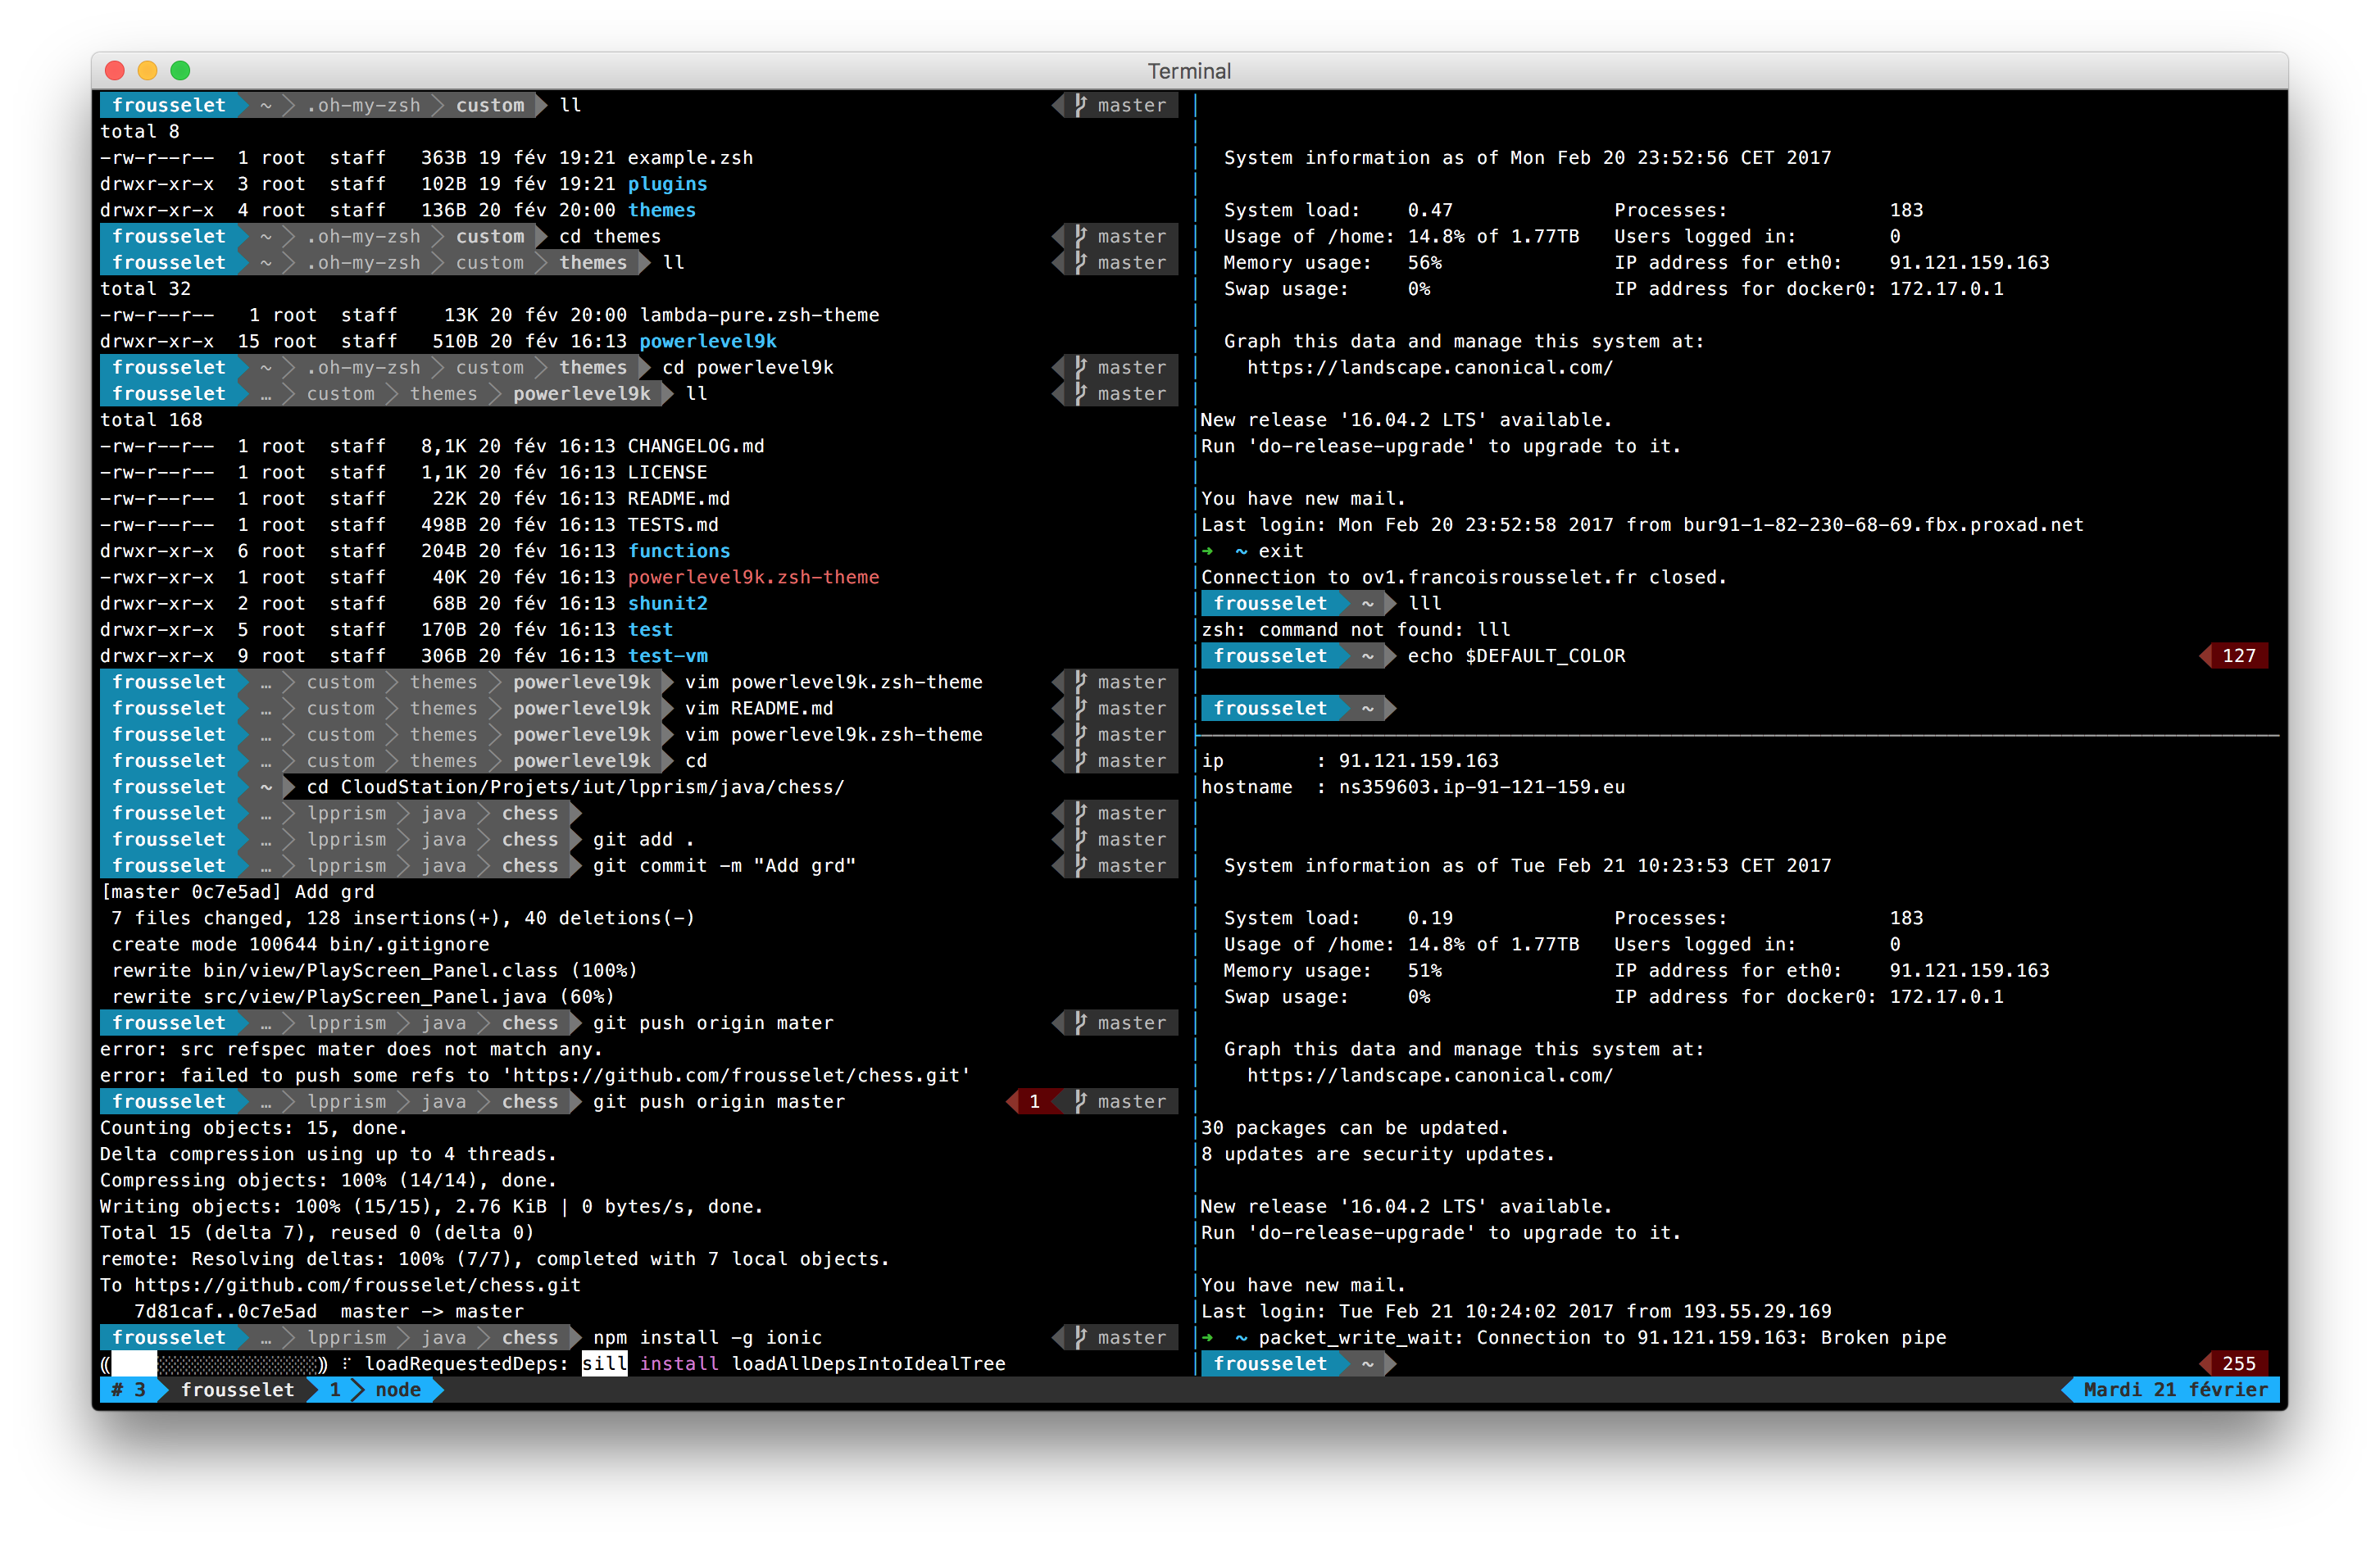 Terminal
frousselet ~ .oh-my-zsh custom ll master
total 8
-rw-r--r-- 1 root staff 363B 19 fév 19:21 example.zsh
drwxr-xr-x 3 root staff 102B 19 fév 19:21 plugins
drwxr-xr-x 4 root staff 136B 20 fév 20:00 themes
frousselet ~ .oh-my-zsh custom cd themes master
frousselet ~ .oh-my-zsh custom themes ll master
total 32
-rw-r--r-- 1 root staff 13K 20 fév 20:00 lambda-pure.zsh-theme
drwxr-xr-x 15 root staff 510B 20 fév 16:13 powerlevel9k
frousselet ~ .oh-my-zsh custom themes cd powerlevel9k master
frousselet … custom themes powerlevel9k ll master
total 168
-rw-r--r-- 1 root staff 8,1K 20 fév 16:13 CHANGELOG.md
-rw-r--r-- 1 root staff 1,1K 20 fév 16:13 LICENSE
-rw-r--r-- 1 root staff 22K 20 fév 16:13 README.md
-rw-r--r-- 1 root staff 498B 20 fév 16:13 TESTS.md
drwxr-xr-x 6 root staff 204B 20 fév 16:13 functions
-rwxr-xr-x 1 root staff 40K 20 fév 16:13 powerlevel9k.zsh-theme
drwxr-xr-x 2 root staff 68B 20 fév 16:13 shunit2
drwxr-xr-x 5 root staff 170B 20 fév 16:13 test
drwxr-xr-x 9 root staff 306B 20 fév 16:13 test-vm
frousselet … custom themes powerlevel9k vim powerlevel9k.zsh-theme master
frousselet … custom themes powerlevel9k vim README.md master
frousselet … custom themes powerlevel9k vim powerlevel9k.zsh-theme master
frousselet … custom themes powerlevel9k cd master
frousselet ~ cd CloudStation/Projets/iut/lpprism/java/chess/
frousselet … lpprism java chess master
frousselet … lpprism java chess git add . master
frousselet … lpprism java chess git commit -m "Add grd" master
[master 0c7e5ad] Add grd
7 files changed, 128 insertions(+), 40 deletions(-)
create mode 100644 bin/.gitignore
rewrite bin/view/PlayScreen_Panel.class (100%)
rewrite src/view/PlayScreen_Panel.java (60%)
frousselet … lpprism java chess git push origin mater master
error: src refspec mater does not match any.
error: failed to push some refs to 'https://github.com/frousselet/chess.git'
frousselet … lpprism java chess git push origin master 1 master
Counting objects: 15, done.
Delta compression using up to 4 threads.
Compressing objects: 100% (14/14), done.
Writing objects: 100% (15/15), 2.76 KiB | 0 bytes/s, done.
Total 15 (delta 7), reused 0 (delta 0)
remote: Resolving deltas: 100% (7/7), completed with 7 local objects.
To https://github.com/frousselet/chess.git
7d81caf..0c7e5ad master -> master
frousselet … lpprism java chess npm install -g ionic master
((░░░░░░░░░░░░░░)) ⠏ loadRequestedDeps: sill install loadAllDepsIntoIdealTree
System information as of Mon Feb 20 23:52:56 CET 2017
System load: 0.47 Processes: 183
Usage of /home: 14.8% of 1.77TB Users logged in: 0
Memory usage: 56% IP address for eth0: 91.121.159.163
Swap usage: 0% IP address for docker0: 172.17.0.1
Graph this data and manage this system at:
https://landscape.canonical.com/
New release '16.04.2 LTS' available.
Run 'do-release-upgrade' to upgrade to it.
You have new mail.
Last login: Mon Feb 20 23:52:58 2017 from bur91-1-82-230-68-69.fbx.proxad.net
➜ ~ exit
Connection to ov1.francoisrousselet.fr closed.
frousselet ~ lll
zsh: command not found: lll
frousselet ~ echo $DEFAULT_COLOR 127
frousselet ~
ip : 91.121.159.163
hostname : ns359603.ip-91-121-159.eu
System information as of Tue Feb 21 10:23:53 CET 2017
System load: 0.19 Processes: 183
Usage of /home: 14.8% of 1.77TB Users logged in: 0
Memory usage: 51% IP address for eth0: 91.121.159.163
Swap usage: 0% IP address for docker0: 172.17.0.1
Graph this data and manage this system at:
https://landscape.canonical.com/
30 packages can be updated.
8 updates are security updates.
New release '16.04.2 LTS' available.
Run 'do-release-upgrade' to upgrade to it.
You have new mail.
Last login: Tue Feb 21 10:24:02 2017 from 193.55.29.169
➜ ~ packet_write_wait: Connection to 91.121.159.163: Broken pipe
frousselet ~ 255
# 3 frousselet 1 node Mardi 21 février